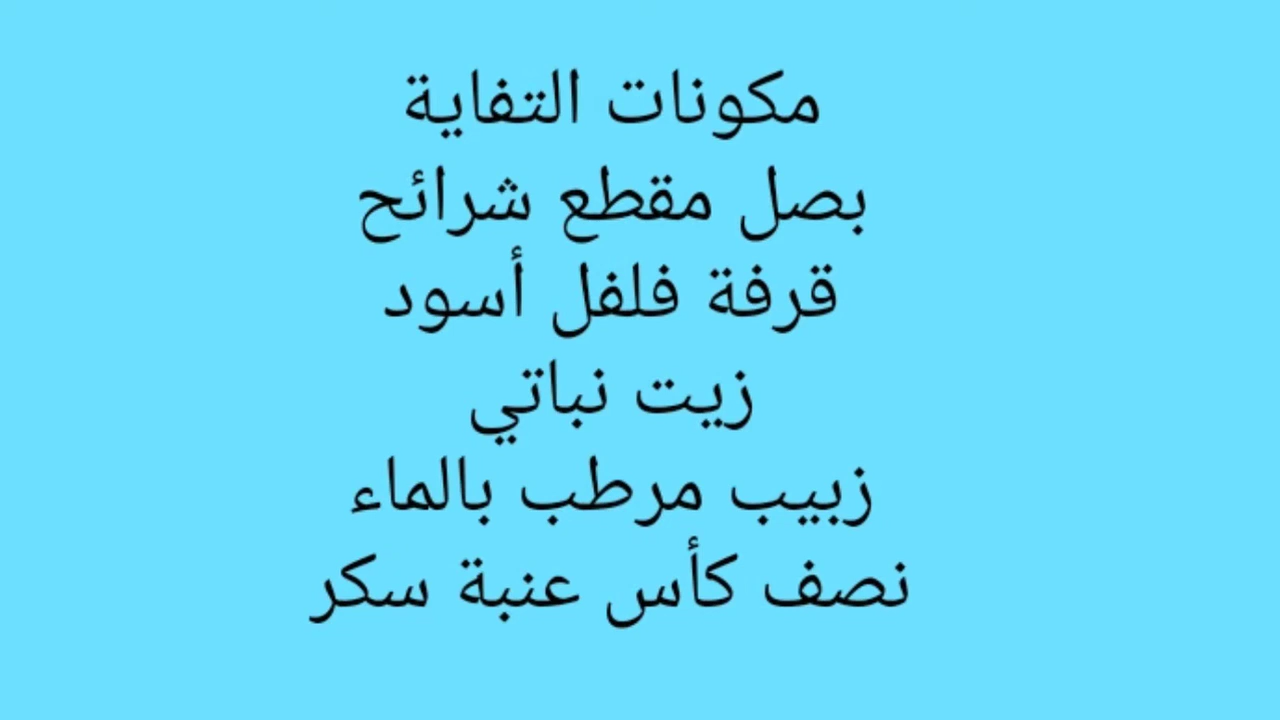 مكونات التفاية
بصل مقطع شرائح
قرفة فلفل أسود
زيت نباتي
زبيب مرطب بالماء
نصف كأس عنبة سكر